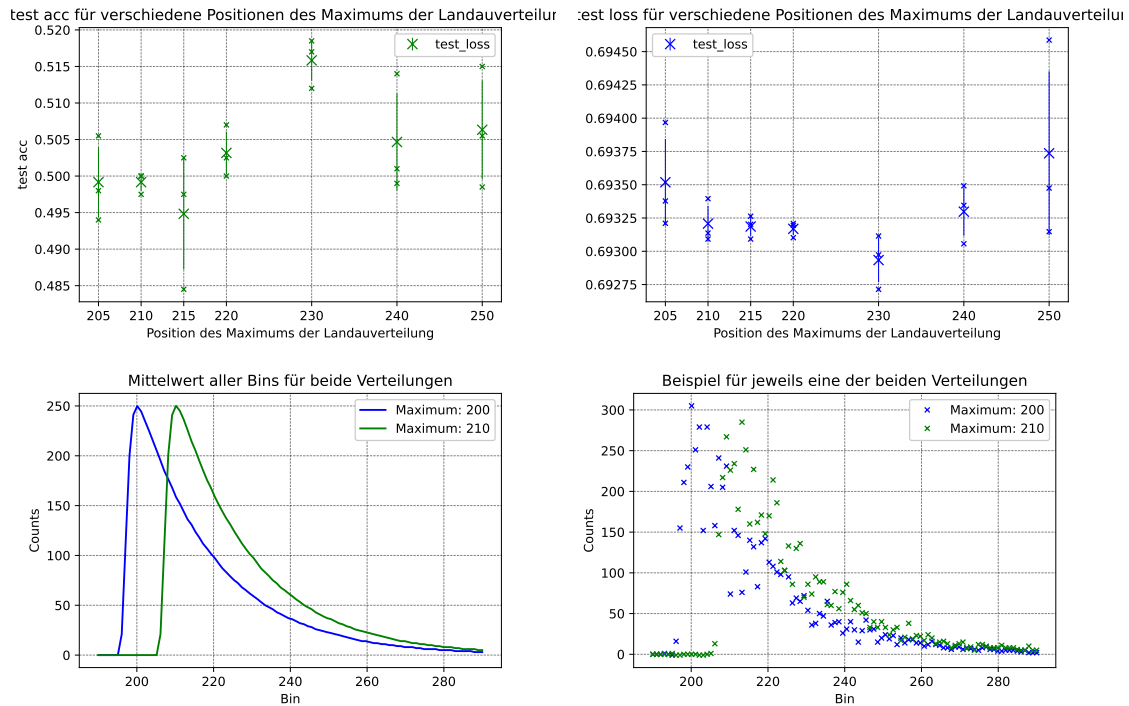 test acc für verschiedene Positionen des Maximums der Landauverteilur
0.520
0.515
0.510
0.505
0.500
0.495
0.490
0.485
test acc
test_loss
205 210 215 220 230 240 250
Position des Maximums der Landauverteilung
test loss für verschiedene Positionen des Maximums der Landauverteilur
0.69450
0.69425
0.69400
0.69375
0.69350
0.69325
0.69300
0.69275
test_loss
205 210 215 220 230 240 250
Position des Maximums der Landauverteilung
Mittelwert aller Bins für beide Verteilungen
250
200
150
100
50
0
Counts
Maximum: 200
Maximum: 210
200 220 240 260 280
Bin
Beispiel für jeweils eine der beiden Verteilungen
300
250
200
150
100
50
0
Counts
Maximum: 200
Maximum: 210
200 220 240 260 280
Bin